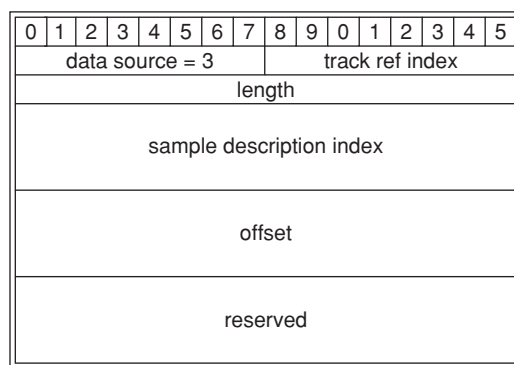 0 1 2 3 4 5 6 7 8 9 0 1 2 3 4 5
data source = 3 track ref index
length
sample description index
offset
reserved